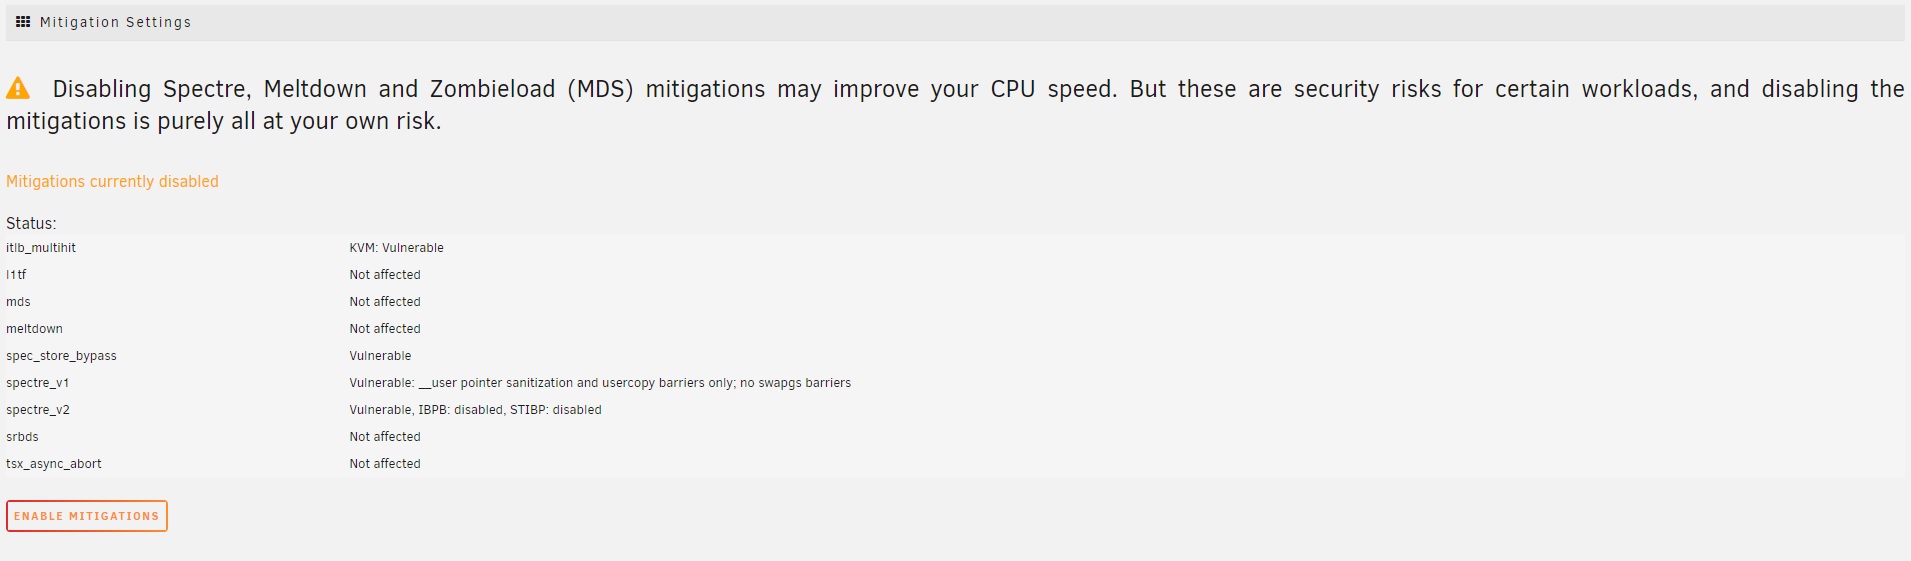 Mitigation Settings
Disabling Spectre, Meltdown and Zombieload (MDS) mitigations may improve your CPU speed. But these are security risks for certain workloads, and disabling the
mitigations is purely all at your own risk.
Mitigations currently disabled
Status:
itlb_multihit KVM: Vulnerable
l1tf Not affected
mds Not affected
meltdown Not affected
spec_store_bypass Vulnerable
spectre_v1 Vulnerable: __user pointer sanitization and usercopy barriers only; no swapgs barriers
spectre_v2 Vulnerable, IBPB: disabled, STIBP: disabled
srbds Not affected
tsx_async_abort Not affected
ENABLE MITIGATIONS